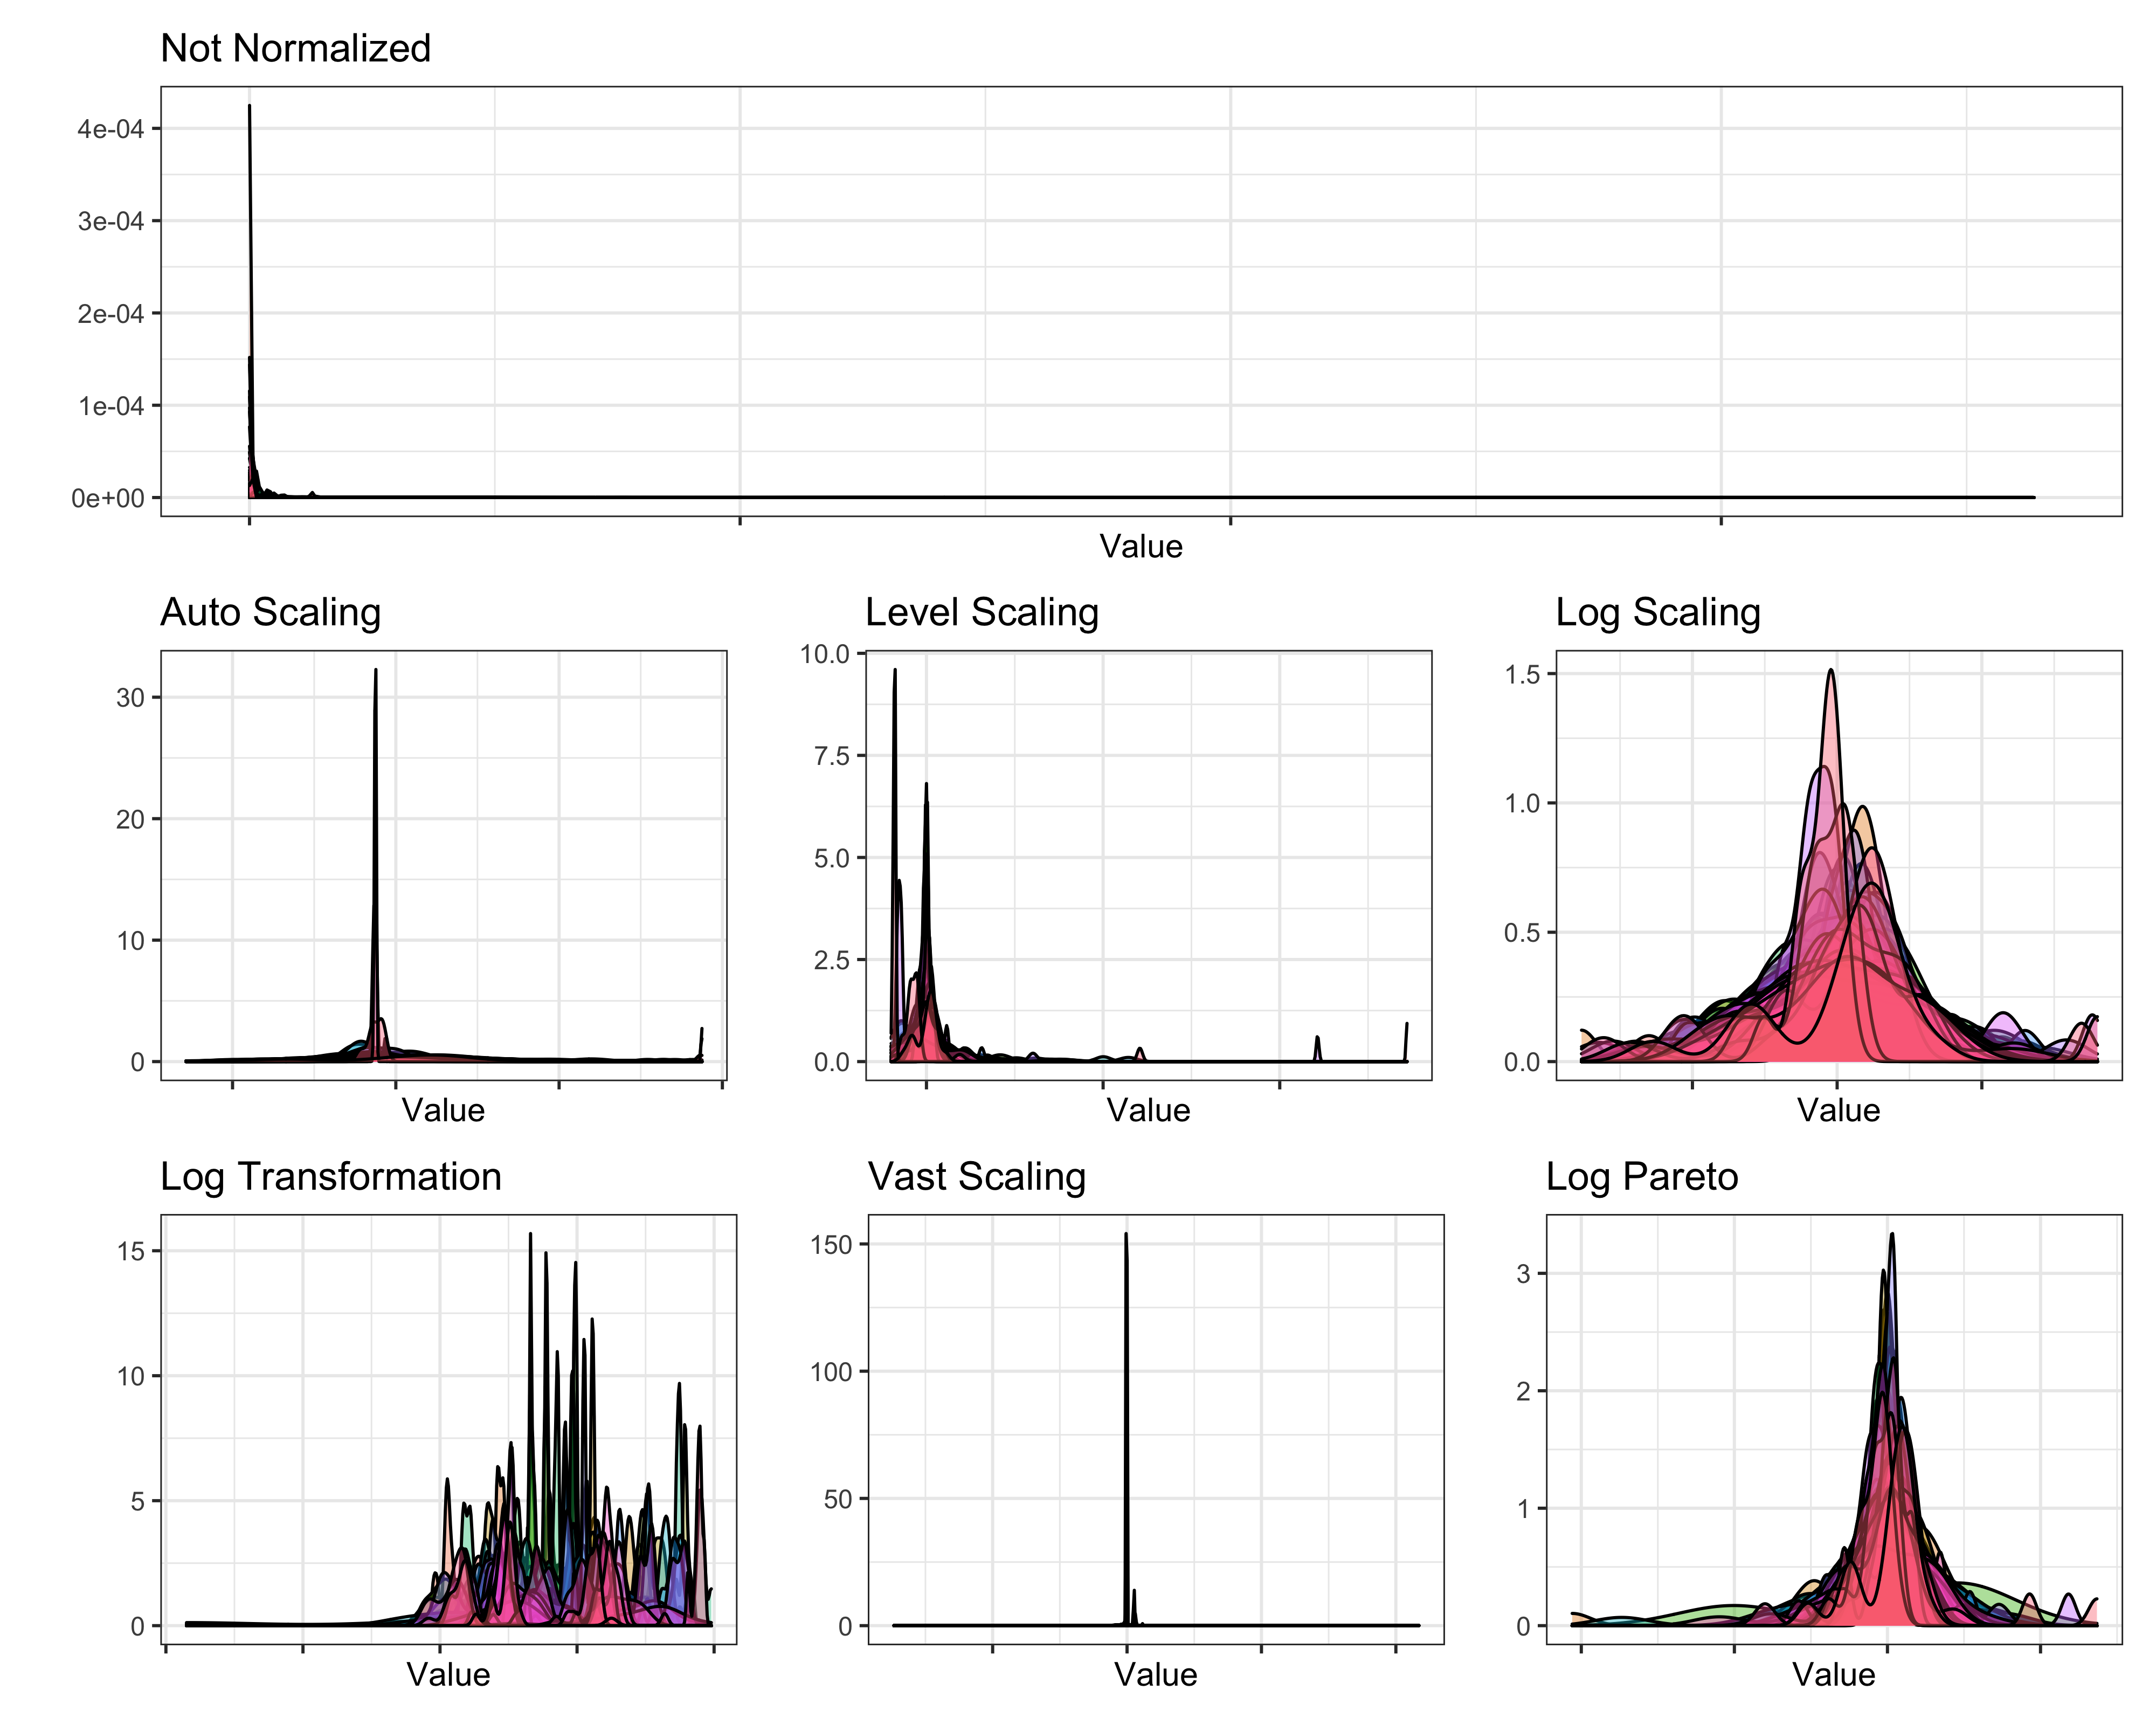 Not Normalized
4e-04
3e-04
2e-04
1e-04
0e+00
Value
Auto Scaling
30
20
10
0
Value
Level Scaling
10.0
7.5
5.0
2.5
0.0
Value
Log Scaling
1.5
1.0
0.5
0.0
Value
Log Transformation
15
10
5
0
Value
Vast Scaling
150
100
50
0
Value
Log Pareto
3
2
1
0
Value